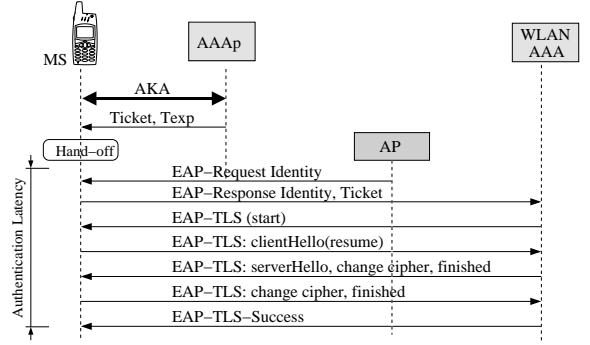 MS
AAAp
WLAN
AAA
AKA
Ticket, Texp
Hand−off
AP
EAP−Request Identity
EAP−Response Identity, Ticket
EAP−TLS (start)
EAP−TLS: clientHello(resume)
EAP−TLS: serverHello, change cipher, finished
EAP−TLS: change cipher, finished
EAP−TLS−Success
Authentication Latency